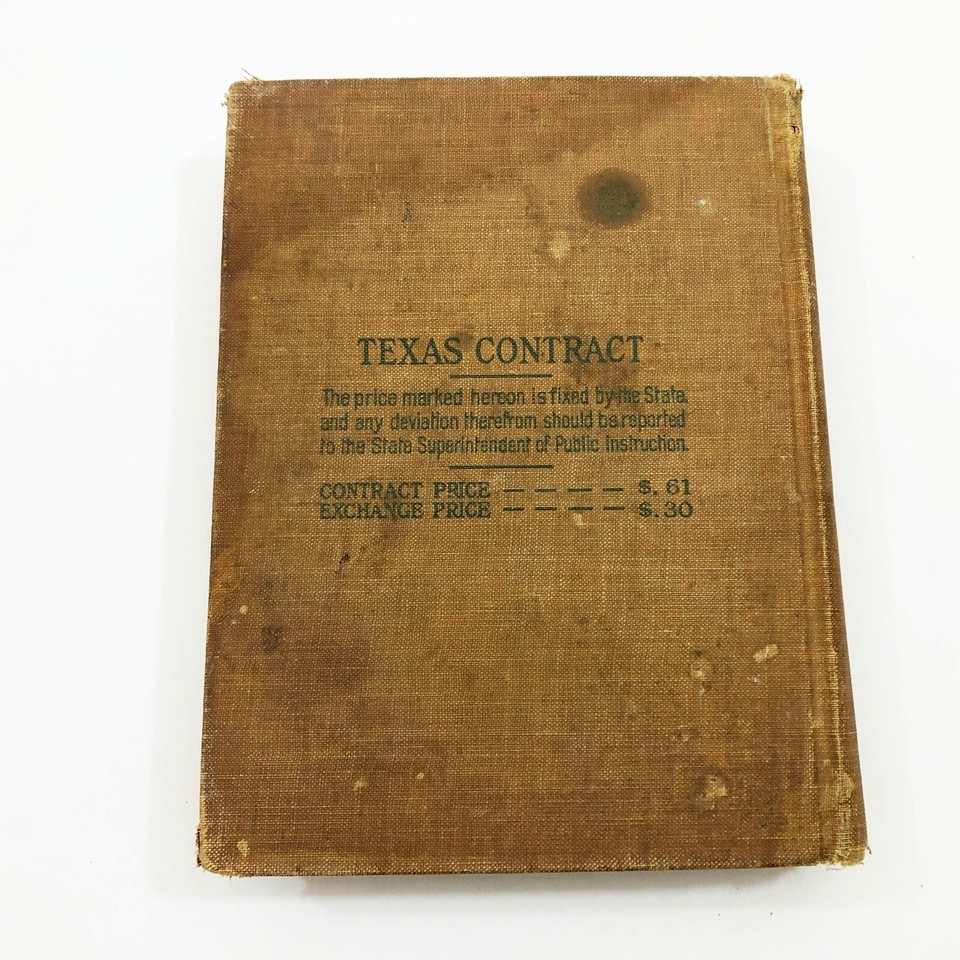 TEXAS CONTRACT
The price marked hereon is fixed by the State,
and any deviation therefrom should be reported
to the State Superintendent of Public Instruction.
CONTRACT PRICE — — — — $. 61
EXCHANGE PRICE — — — — $. 30